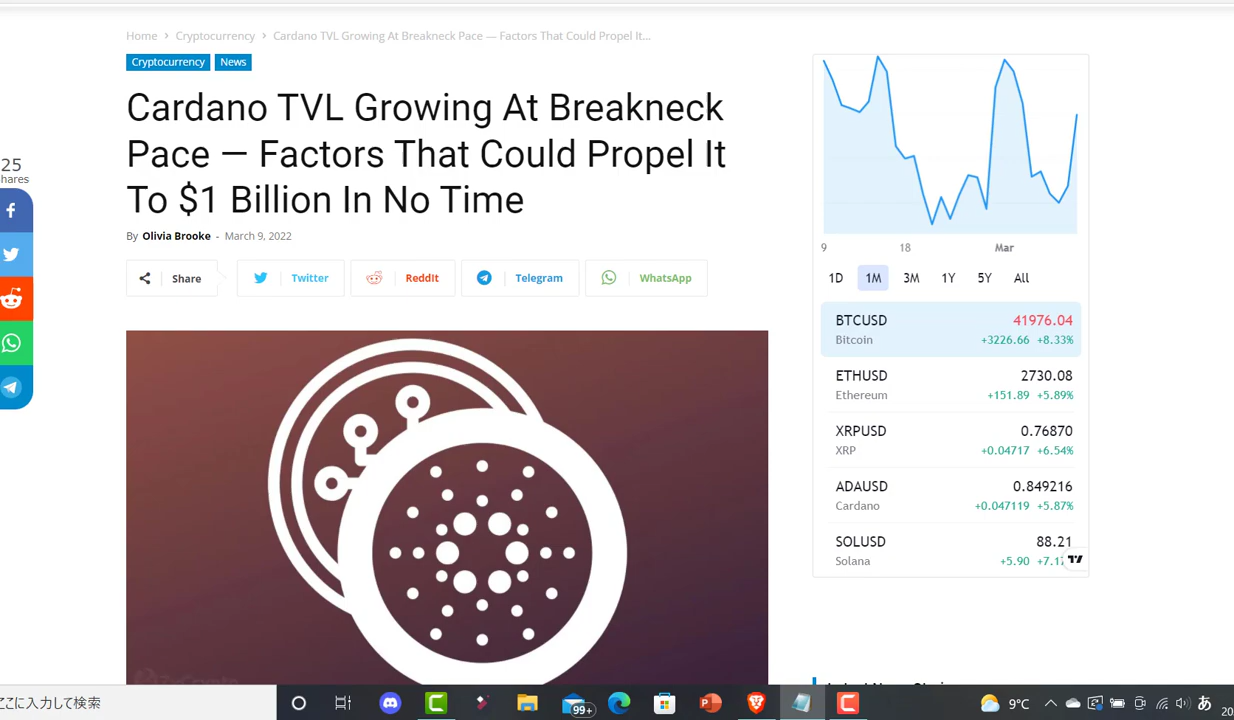 Home > Cryptocurrency > Cardano TVL Growing At Breakneck Pace — Factors That Could Propel It...
Cryptocurrency News
Cardano TVL Growing At Breakneck
Pace — Factors That Could Propel It
To $1 Billion In No Time
By Olivia Brooke - March 9, 2022
25
hares
Share Twitter ReddIt Telegram WhatsApp
9 18 Mar
1D 1M 3M 1Y 5Y All
BTCUSD 41976.04
Bitcoin +3226.66 +8.33%
ETHUSD 2730.08
Ethereum +151.89 +5.89%
XRPUSD 0.76870
XRP +0.04717 +6.54%
ADAUSD 0.849216
Cardano +0.047119 +5.87%
SOLUSD 88.21
Solana +5.90
ここに入力して検索
99+
9°C
あ
20